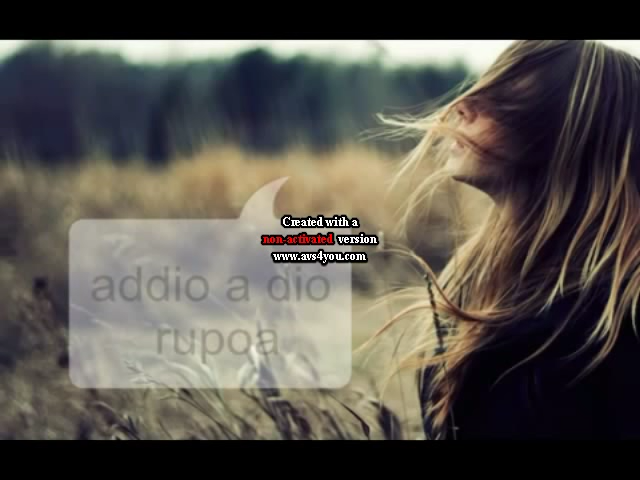 Created with a
non-activated version
www.avs4you.com
addio a dio
rupoa